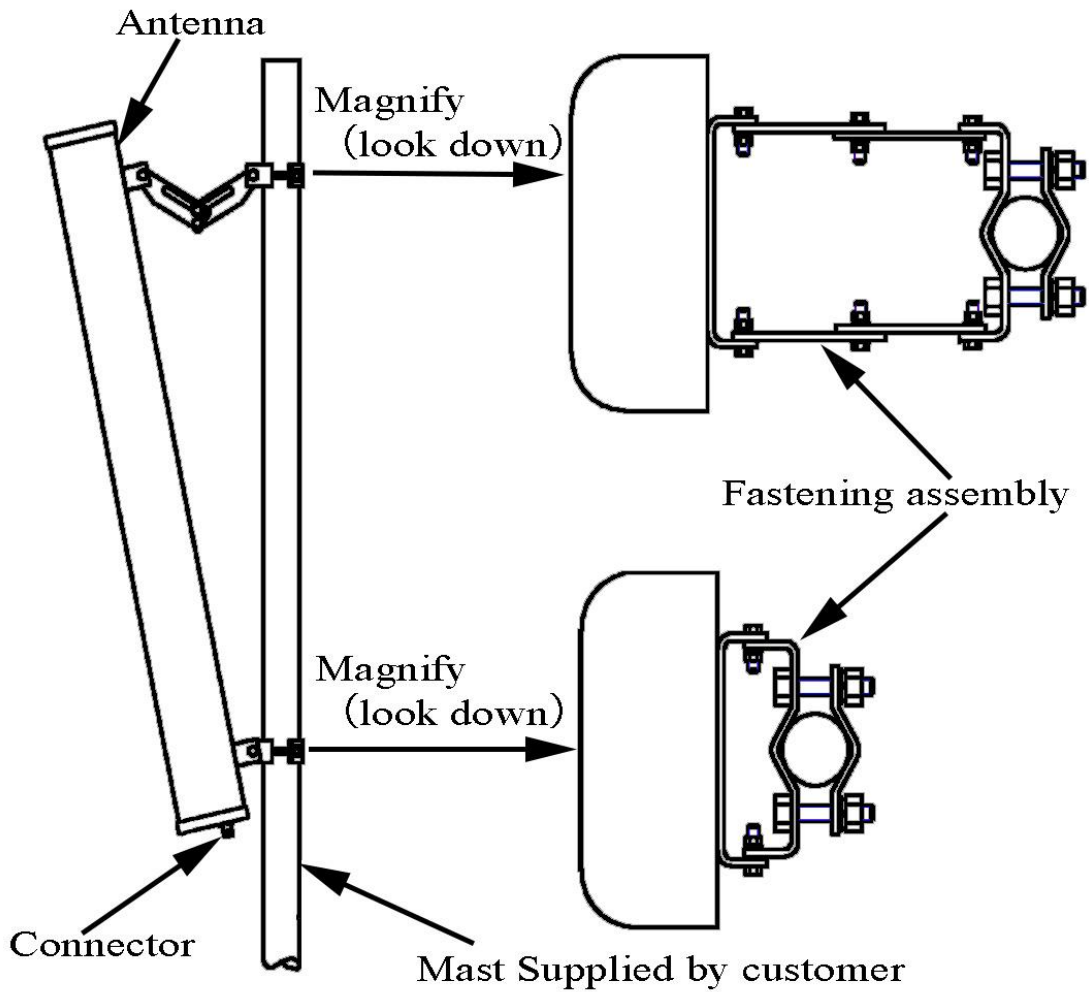 Antenna
Magnify
（look down）
Fastening assembly
Magnify
（look down）
Connector
Mast Supplied by customer